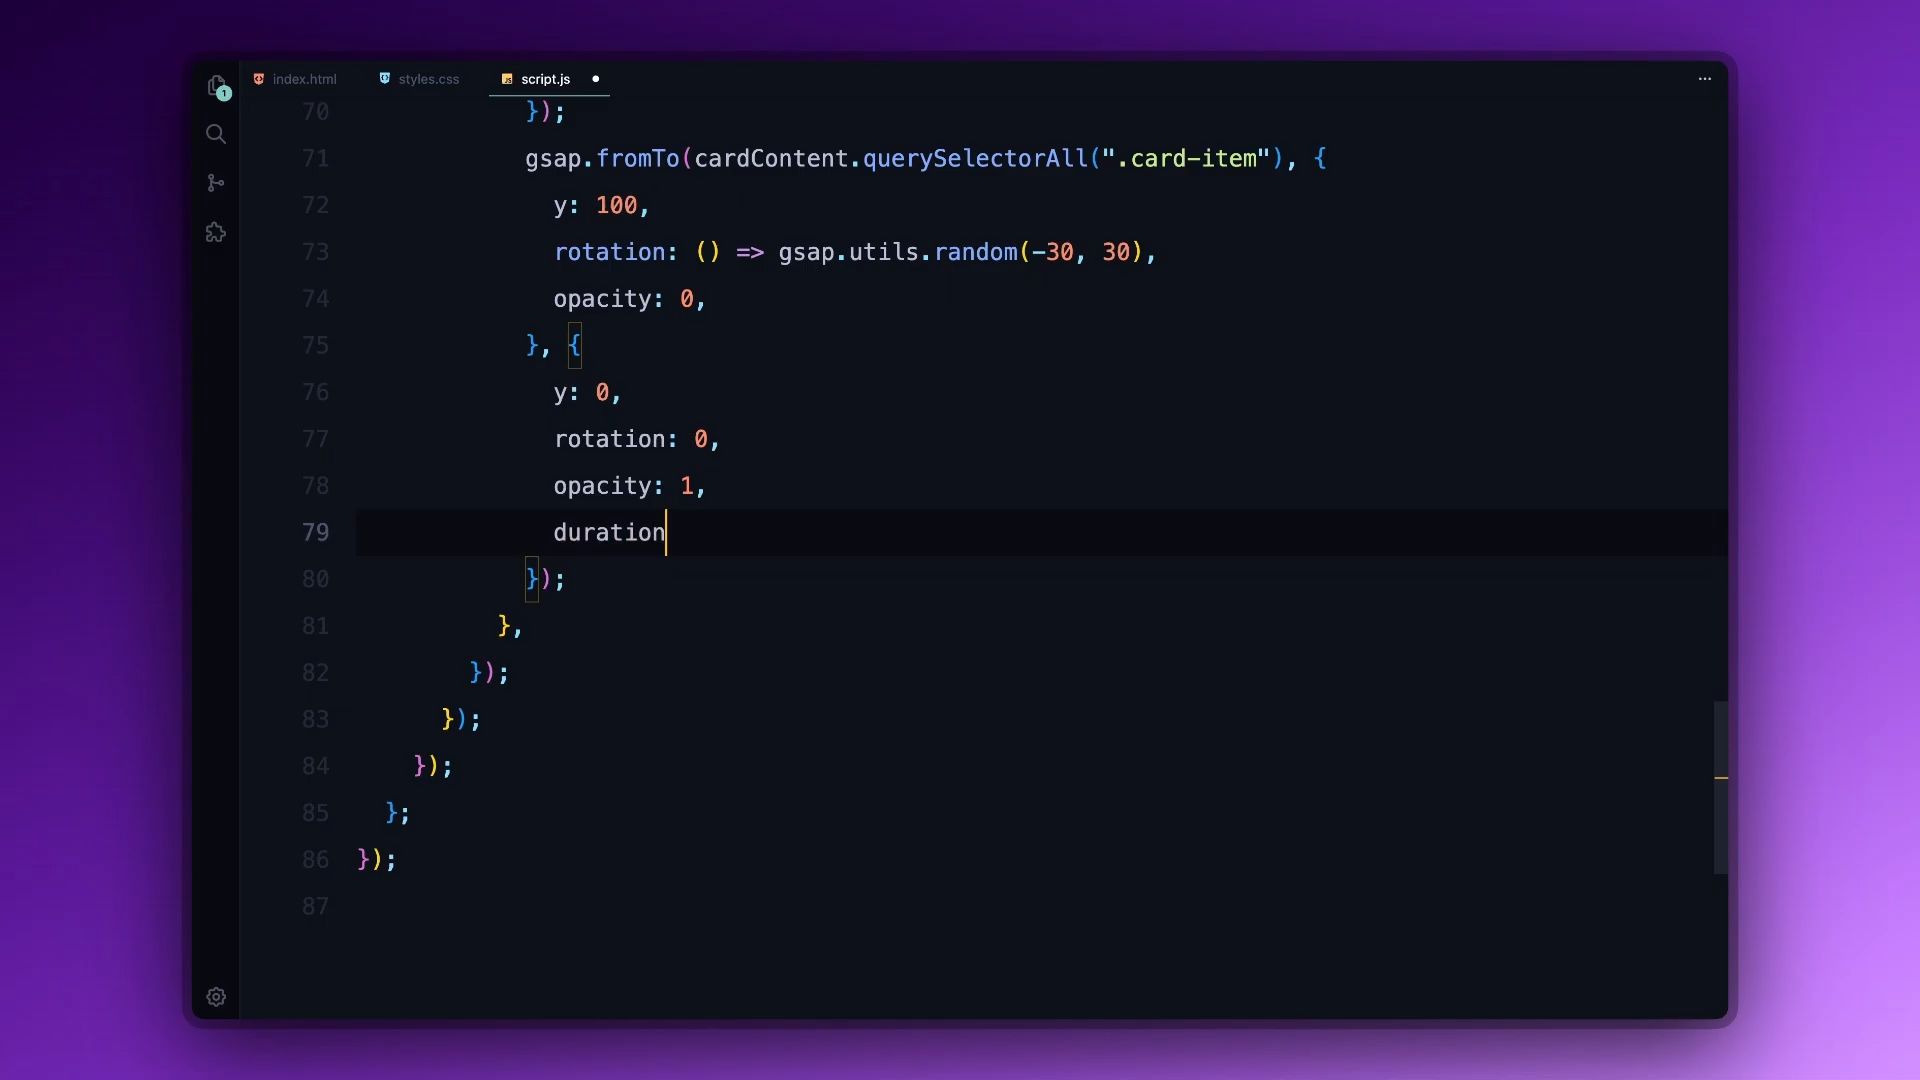 index.html
styles.css
script.js
1
70 });
71 gsap.fromTo(cardContent.querySelectorAll(".card-item"), {
72 y: 100,
73 rotation: () => gsap.utils.random(-30, 30),
74 opacity: 0,
75 }, {
76 y: 0,
77 rotation: 0,
78 opacity: 1,
79 duration
80 });
81 },
82 });
83 });
84 });
85 };
86 });
87